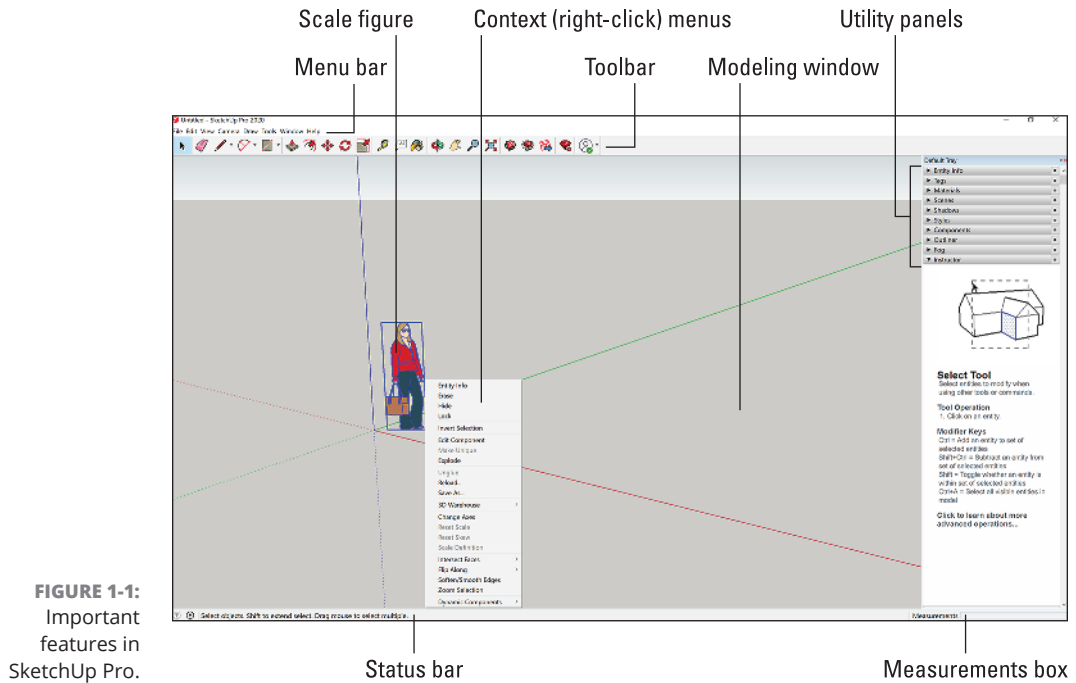 Scale figure
Context (right-click) menus
Utility panels
Menu bar
Toolbar
Modeling window
Untitled - SketchUp Pro 2020
File Edit View Camera Draw Tools Window Help
Default Tray
Entity Info
Tags
Materials
Scenes
Shadows
Styles
Components
Outliner
Fog
Instructor
Select Tool
Select entities to modify when
using other tools or commands.
Tool Operation
1. Click on an entity.
Modifier Keys
Ctrl = Add an entity to set of
selected entities
Shift+Ctrl = Subtract an entity from
set of selected entities
Shift = Toggle whether an entity is
within set of selected entities
Ctrl+A = Select all visible entities in
model
Click to learn about more
advanced operations...
Entity Info
Erase
Hide
Lock
Invert Selection
Edit Component
Make Unique
Explode
Unglue
Reload...
Save As...
3D Warehouse
Change Axes
Reset Scale
Reset Skew
Scale Definition
Intersect Faces
Flip Along
Soften/Smooth Edges
Zoom Selection
Dynamic Components
Select objects. Shift to extend select. Drag mouse to select multiple.
Measurements
Status bar
Measurements box
FIGURE 1-1:
Important
features in
SketchUp Pro.